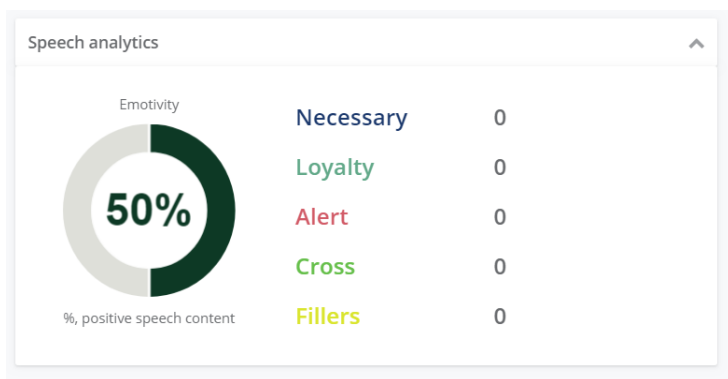 Speech analytics
Emotivity
50%
%, positive speech content
Necessary 0
Loyalty 0
Alert 0
Cross 0
Fillers 0